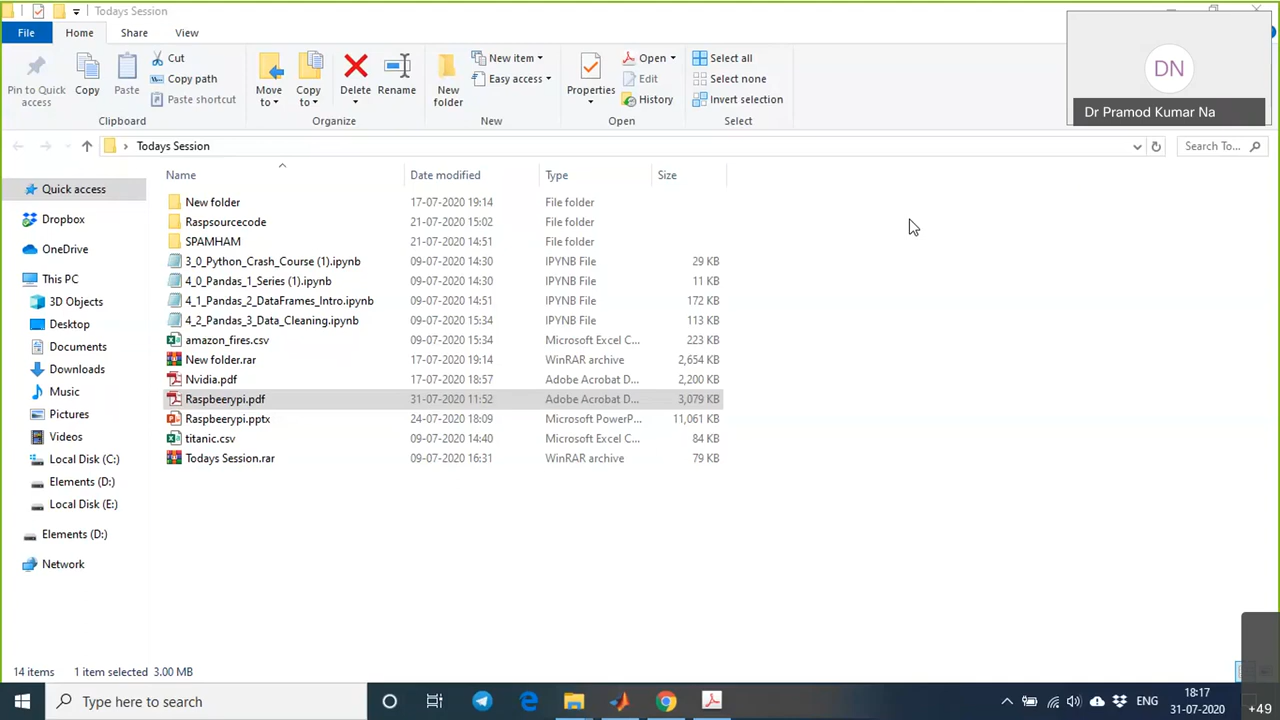 Todays Session
File Home Share View
Pin to Quick access
Copy
Paste
Cut
Copy path
Paste shortcut
Clipboard
Move to
Copy to
Delete
Rename
Organize
New folder
New item
Easy access
New
Properties
Open
Edit
History
Open
Select all
Select none
Invert selection
Select
DN
Dr Pramod Kumar Na
Todays Session
Search To...
Name Date modified Type Size
Quick access
Dropbox
OneDrive
This PC
3D Objects
Desktop
Documents
Downloads
Music
Pictures
Videos
Local Disk (C:)
Elements (D:)
Local Disk (E:)
Elements (D:)
Network
New folder 17-07-2020 19:14 File folder
Raspsourcecode 21-07-2020 15:02 File folder
SPAMHAM 21-07-2020 14:51 File folder
3_0_Python_Crash_Course (1).ipynb 09-07-2020 14:30 IPYNB File 29 KB
4_0_Pandas_1_Series (1).ipynb 09-07-2020 14:30 IPYNB File 11 KB
4_1_Pandas_2_DataFrames_Intro.ipynb 09-07-2020 14:51 IPYNB File 172 KB
4_2_Pandas_3_Data_Cleaning.ipynb 09-07-2020 15:34 IPYNB File 113 KB
amazon_fires.csv 09-07-2020 15:34 Microsoft Excel C... 223 KB
New folder.rar 17-07-2020 19:14 WinRAR archive 2,654 KB
Nvidia.pdf 17-07-2020 18:57 Adobe Acrobat D... 2,200 KB
Raspbeerypi.pdf 31-07-2020 11:52 Adobe Acrobat D... 3,079 KB
Raspbeerypi.pptx 24-07-2020 18:09 Microsoft PowerP... 11,061 KB
titanic.csv 09-07-2020 14:40 Microsoft Excel C... 84 KB
Todays Session.rar 09-07-2020 16:31 WinRAR archive 79 KB
14 items 1 item selected 3.00 MB
Type here to search
ENG
18:17
31-07-2020
+49